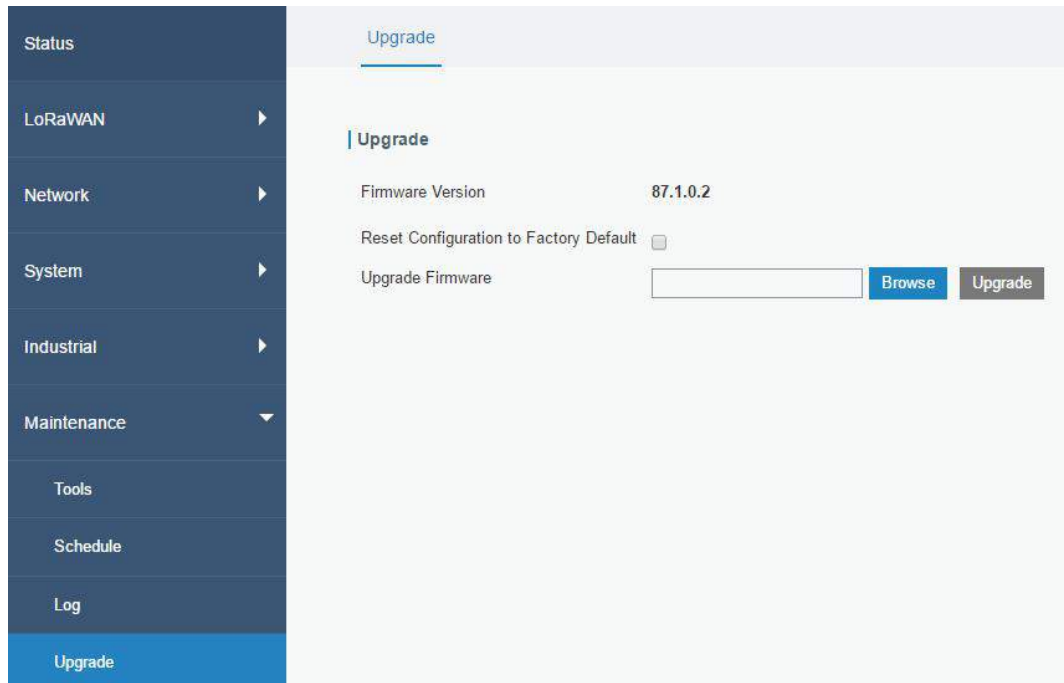 Status
LoRaWAN
Network
System
Industrial
Maintenance
Tools
Schedule
Log
Upgrade
Upgrade
Upgrade
Firmware Version 87.1.0.2
Reset Configuration to Factory Default
Upgrade Firmware Browse Upgrade